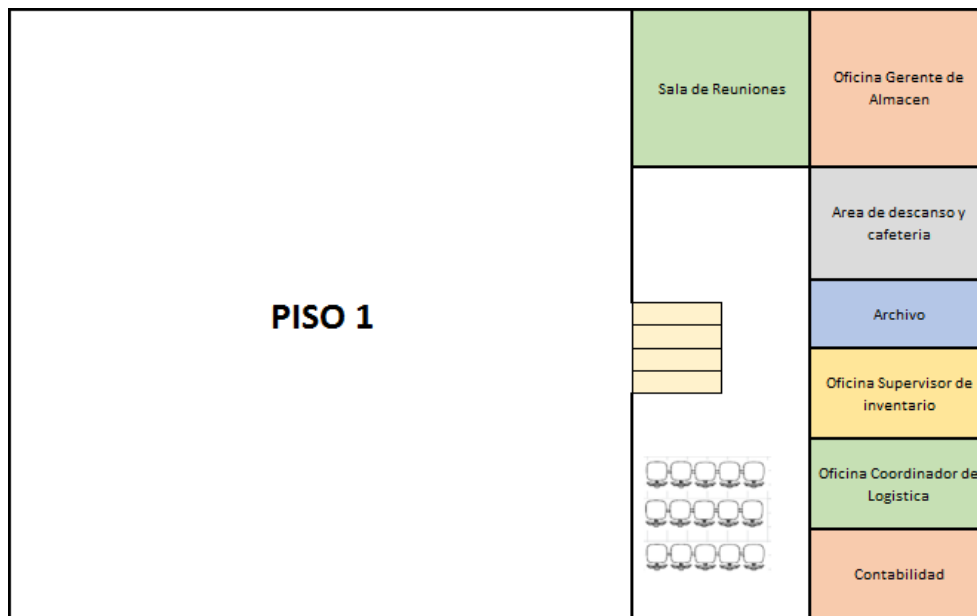 Sala de Reuniones
Oficina Gerente de
Almacen
Area de descanso y
cafeteria
PISO 1
Archivo
Oficina Supervisor de
inventario
Oficina Coordinador de
Logistica
Contabilidad